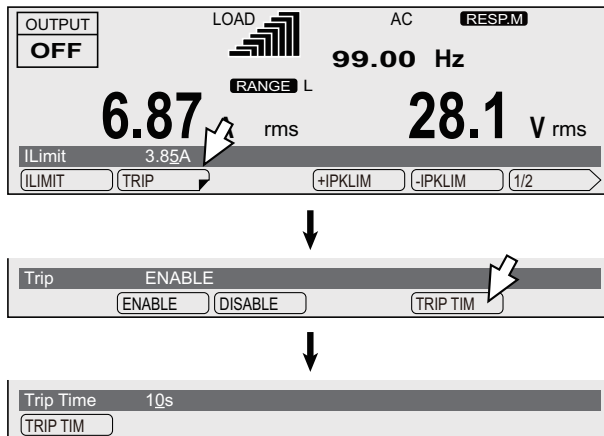 OUTPUT LOAD AC RESP.M
OFF 99.00 Hz
RANGE L
6.87 A rms 28.1 V rms
ILimit 3.85A
ILIMIT TRIP +IPKLIM -IPKLIM 1/2
Trip ENABLE
ENABLE DISABLE TRIP TIM
Trip Time 10s
TRIP TIM